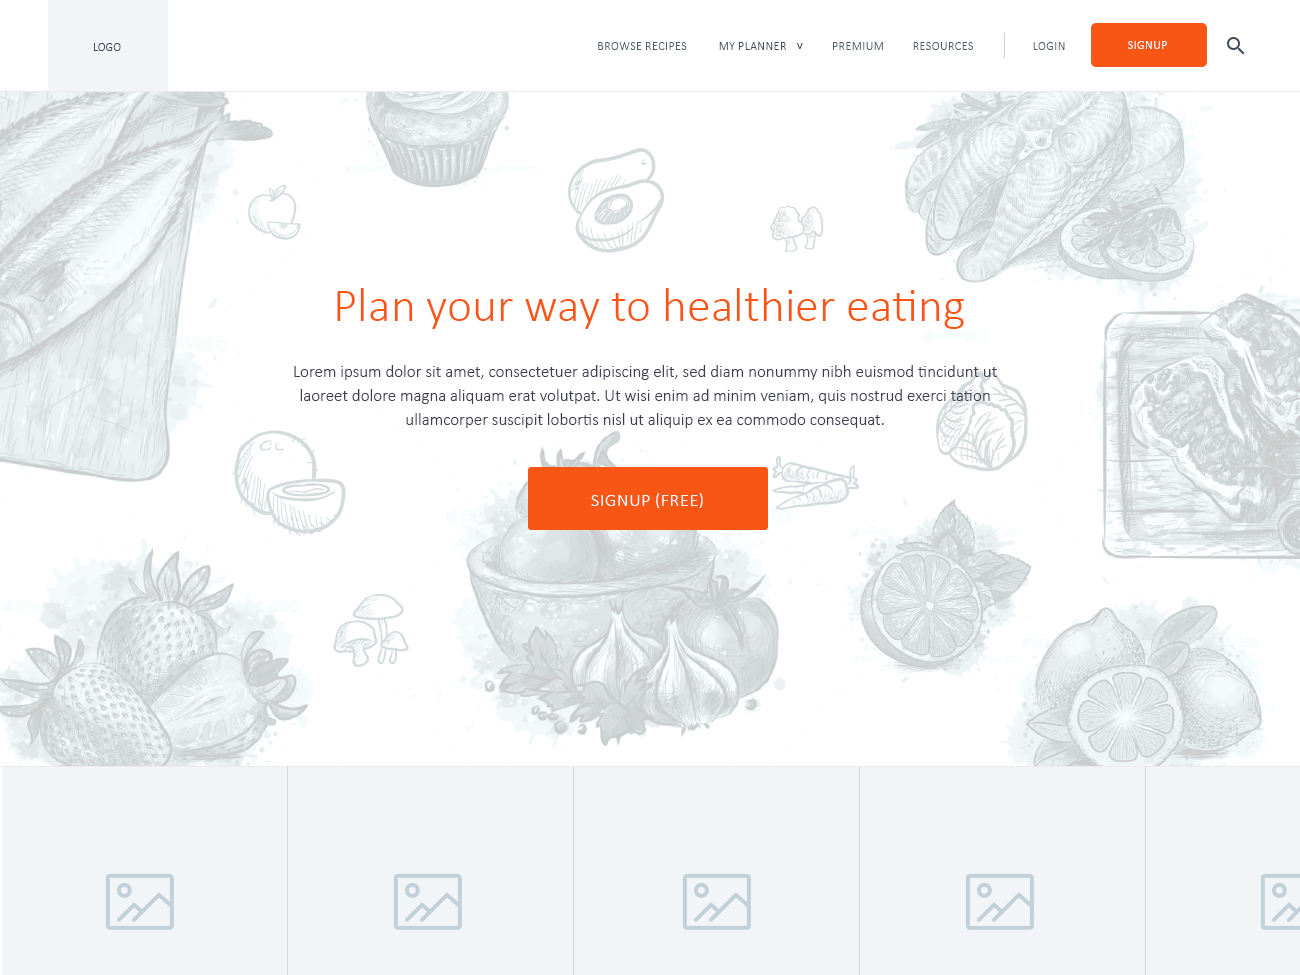 LOGO
BROWSE RECIPES MY PLANNER v PREMIUM RESOURCES LOGIN SIGNUP
Plan your way to healthier eating
Lorem ipsum dolor sit amet, consectetuer adipiscing elit, sed diam nonummy nibh euismod tincidunt ut
laoreet dolore magna aliquam erat volutpat. Ut wisi enim ad minim veniam, quis nostrud exerci tation
ullamcorper suscipit lobortis nisl ut aliquip ex ea commodo consequat.
SIGNUP (FREE)